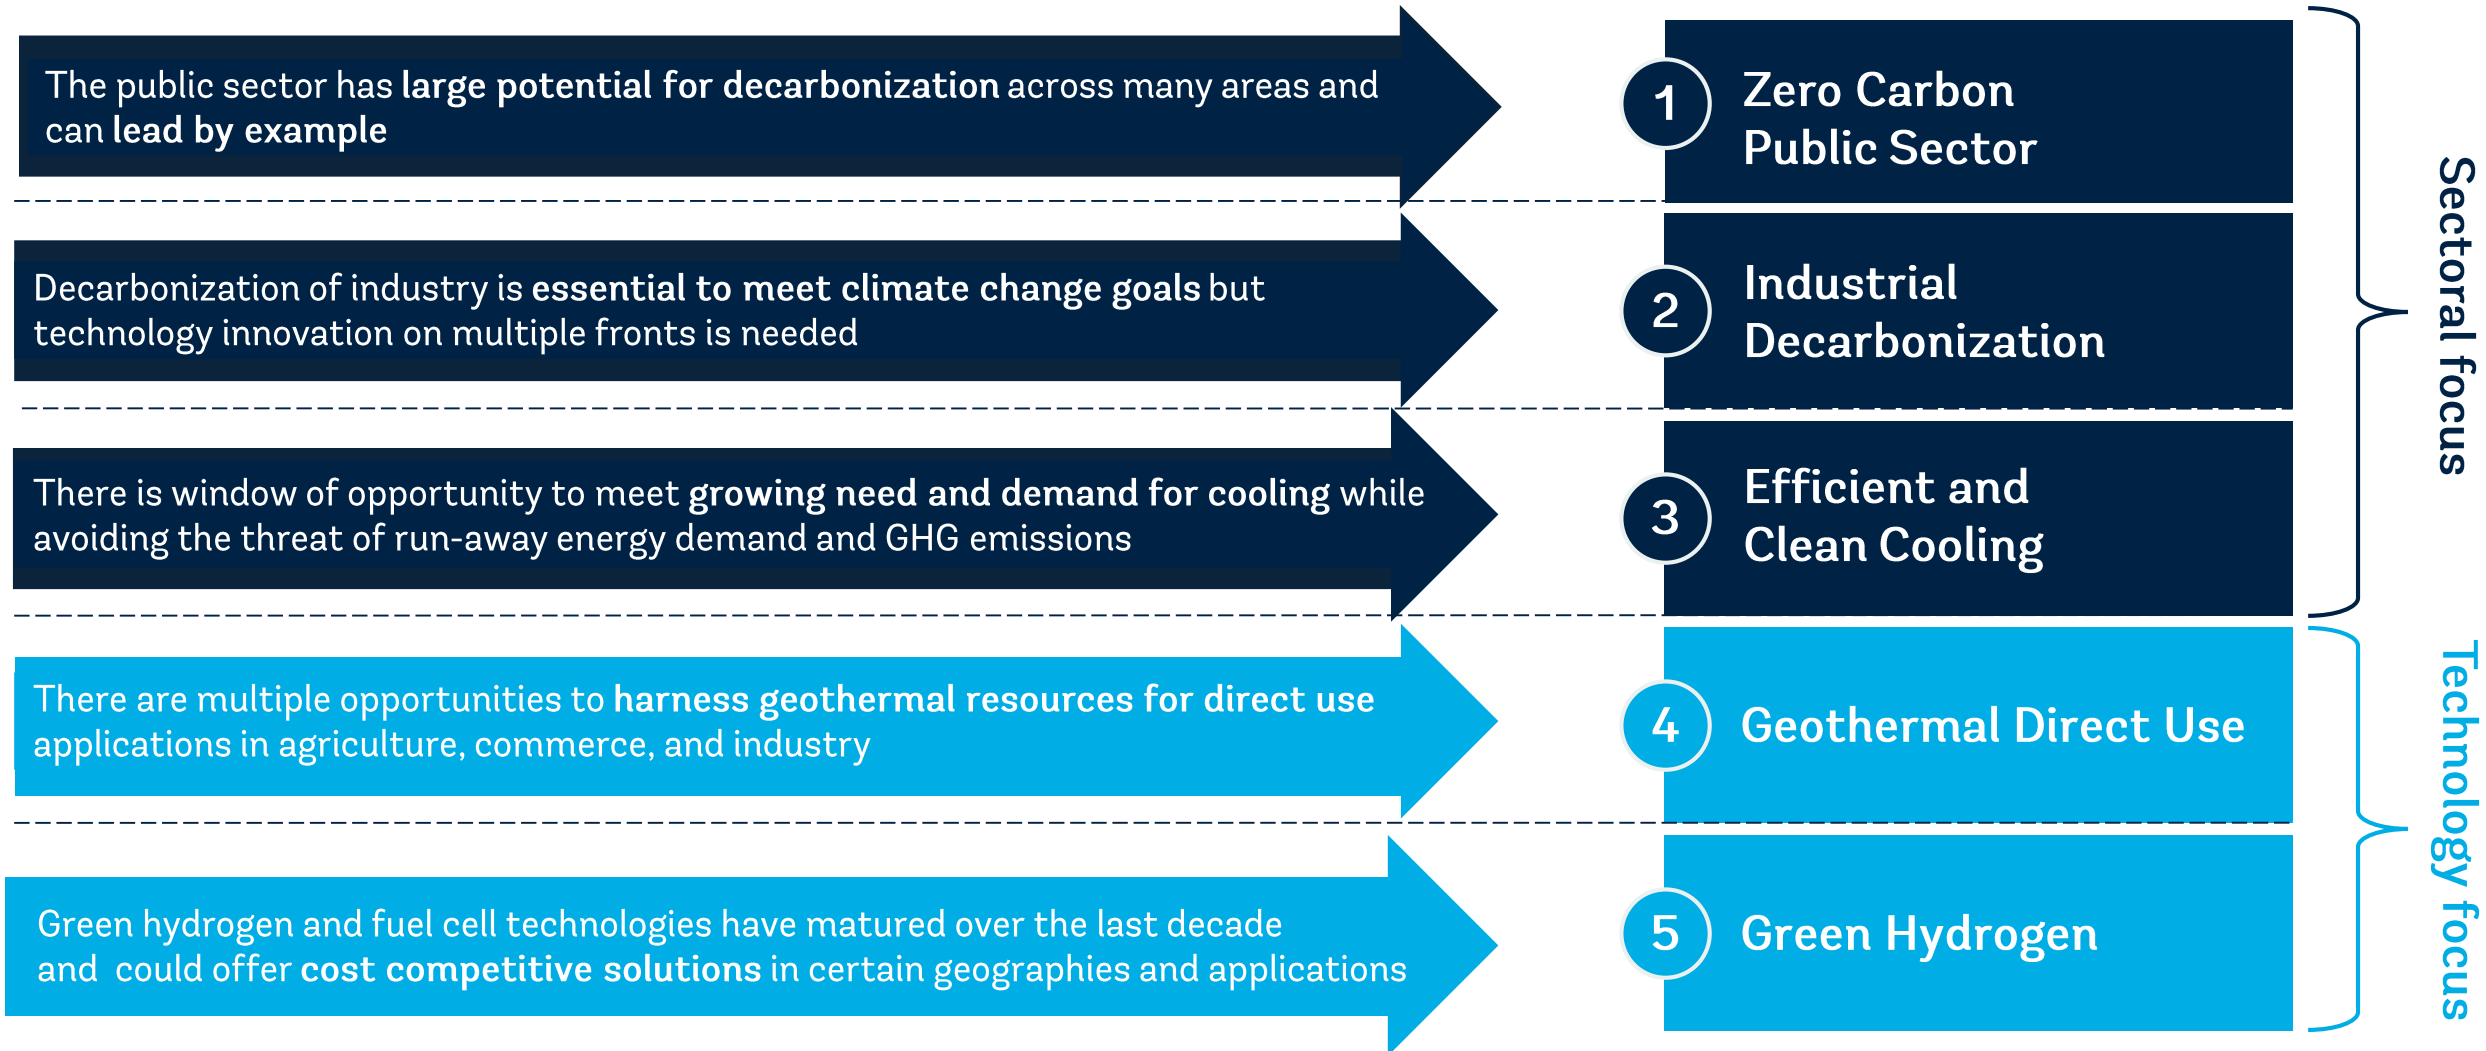 The public sector has large potential for decarbonization across many areas and
can lead by example
1
Zero Carbon
Public Sector
Decarbonization of industry is essential to meet climate change goals but
technology innovation on multiple fronts is needed
2
Industrial
Decarbonization
There is window of opportunity to meet growing need and demand for cooling while
avoiding the threat of run-away energy demand and GHG emissions
3
Efficient and
Clean Cooling
Sectoral focus
There are multiple opportunities to harness geothermal resources for direct use
applications in agriculture, commerce, and industry
4
Geothermal Direct Use
Green hydrogen and fuel cell technologies have matured over the last decade
and could offer cost competitive solutions in certain geographies and applications
5
Green Hydrogen
Technology focus